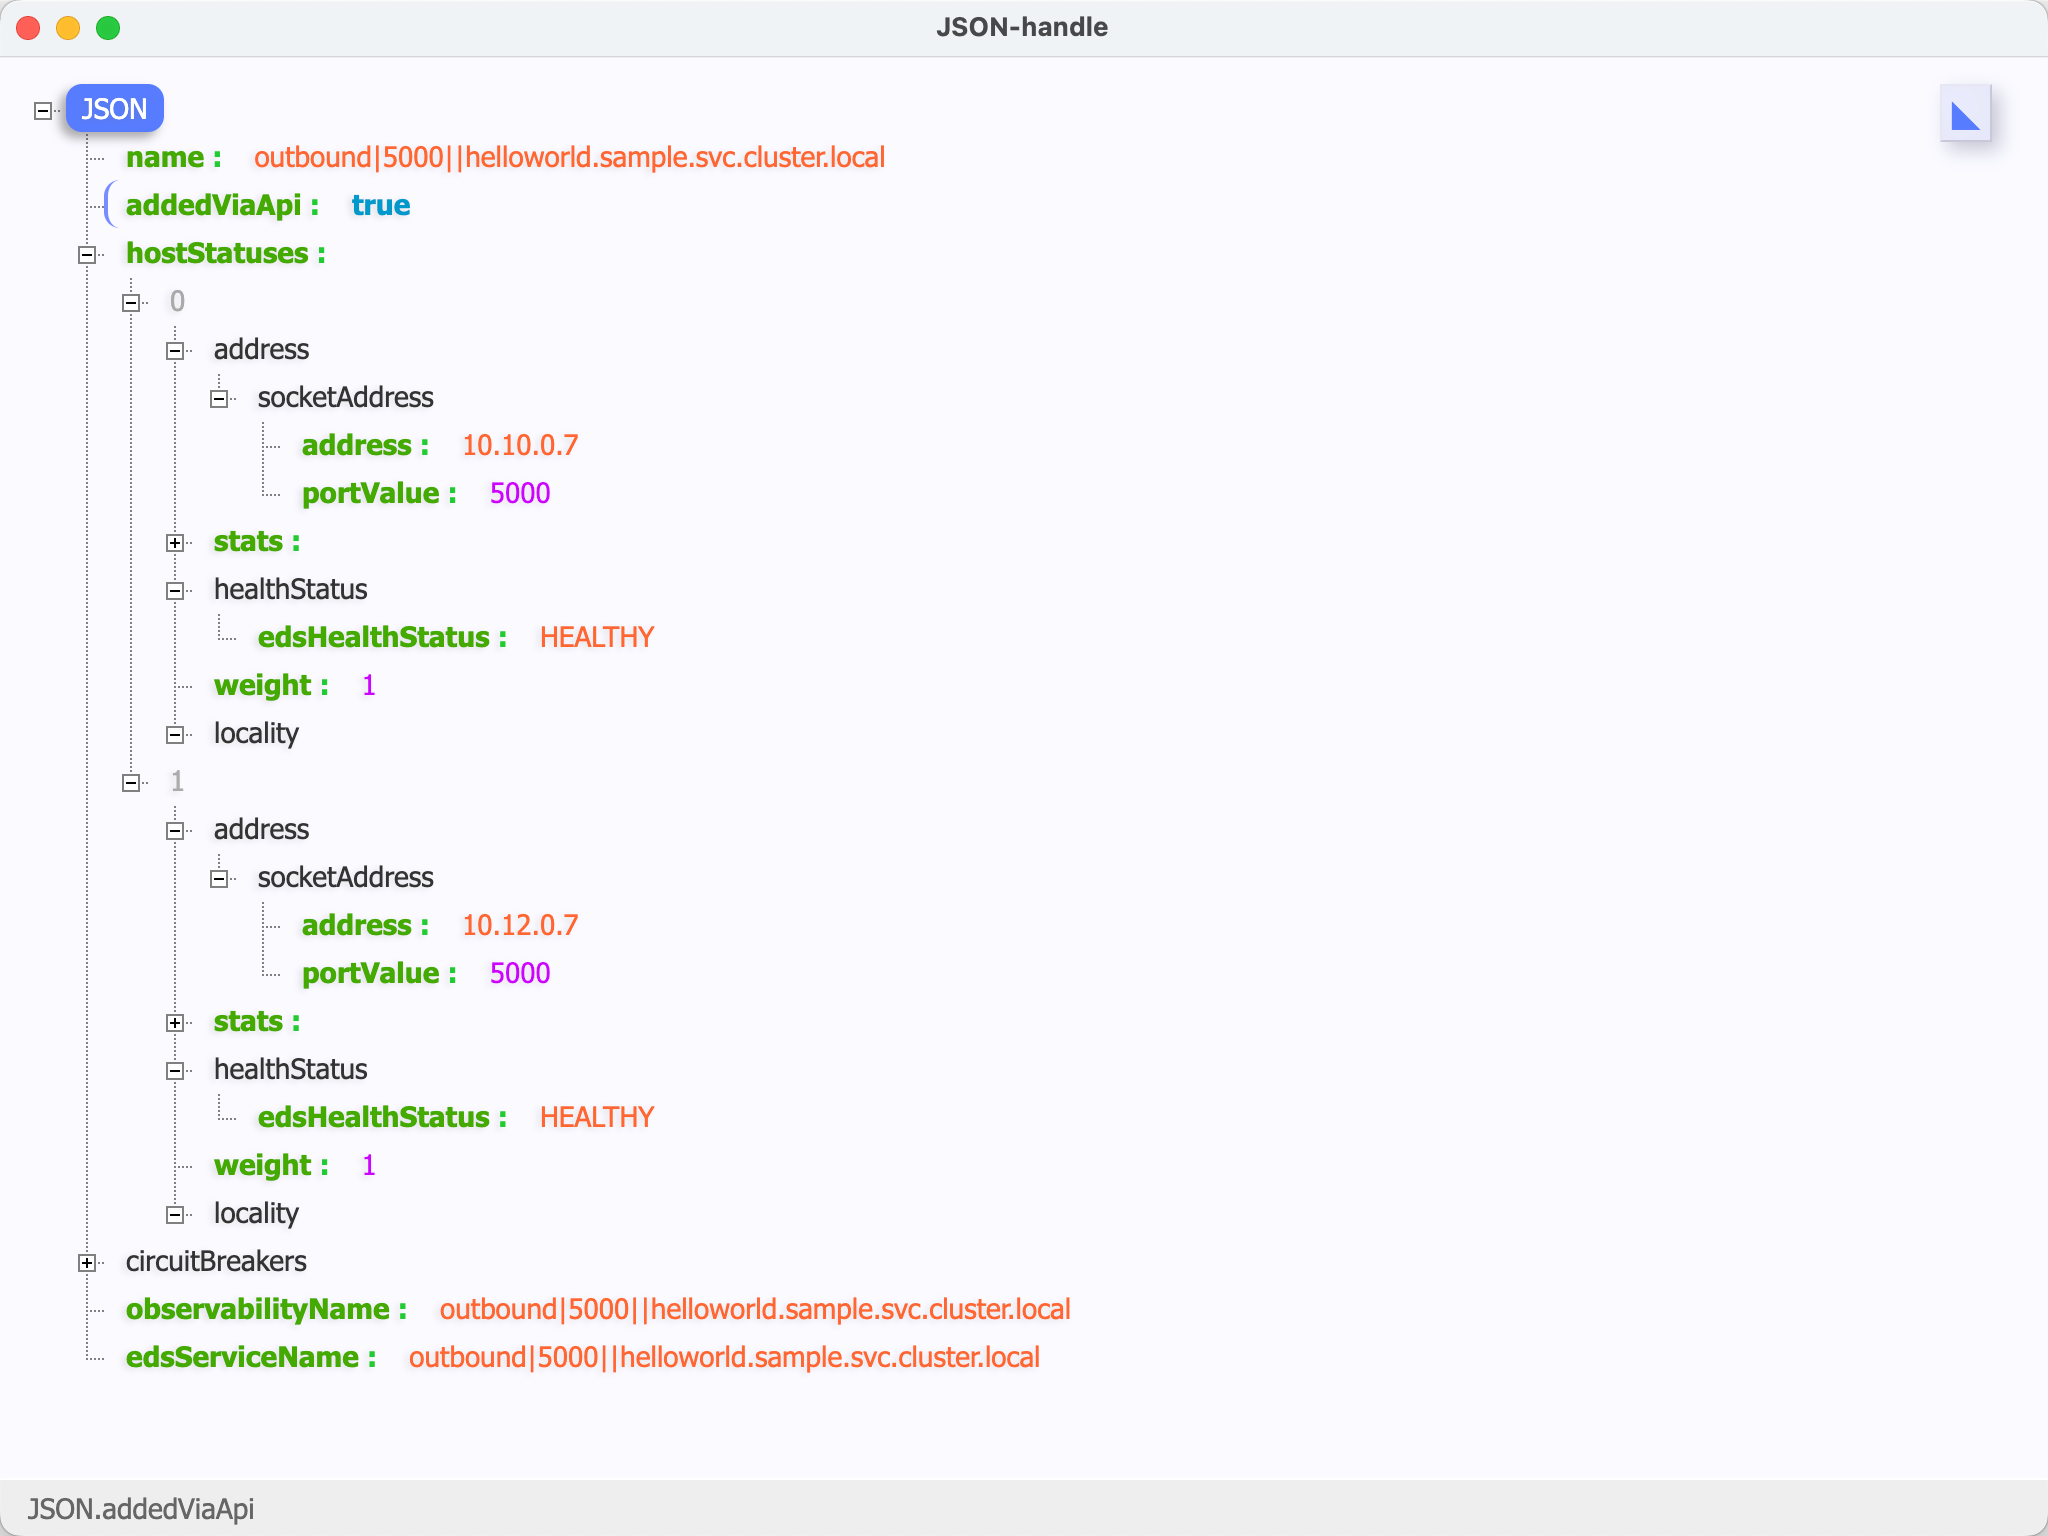 JSON-handle
JSON
name : outbound|5000||helloworld.sample.svc.cluster.local
addedViaApi : true
hostStatuses :
0
address
socketAddress
address : 10.10.0.7
portValue : 5000
stats :
healthStatus
edsHealthStatus : HEALTHY
weight : 1
locality
1
address
socketAddress
address : 10.12.0.7
portValue : 5000
stats :
healthStatus
edsHealthStatus : HEALTHY
weight : 1
locality
circuitBreakers
observabilityName : outbound|5000||helloworld.sample.svc.cluster.local
edsServiceName : outbound|5000||helloworld.sample.svc.cluster.local
JSON.addedViaApi